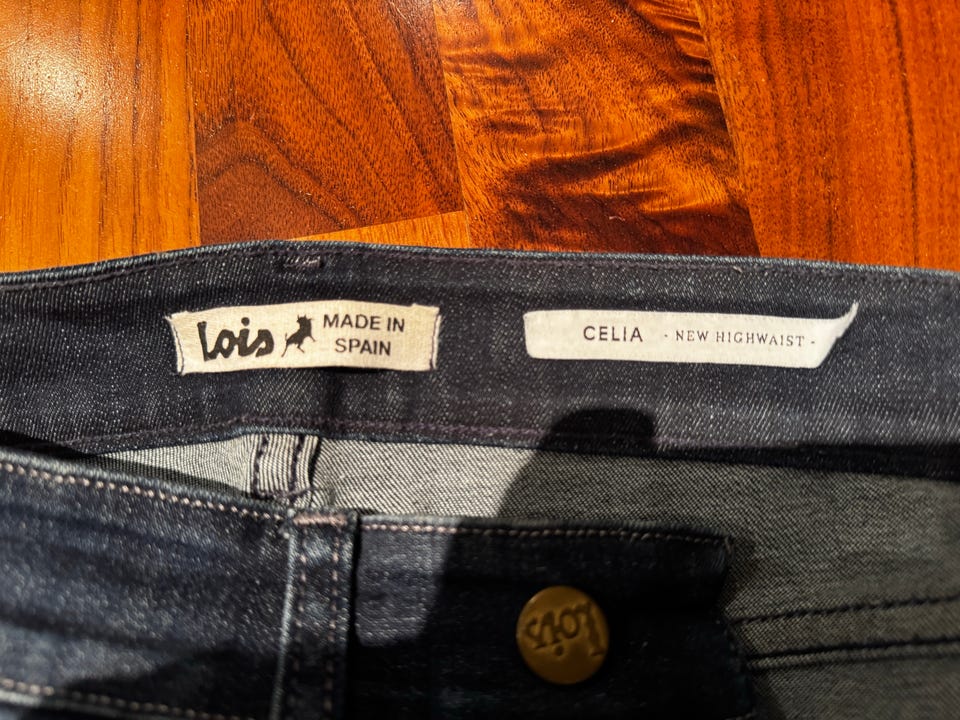 Lois MADE IN
SPAIN
CELIA - NEW HIGHWAIST -
Lois